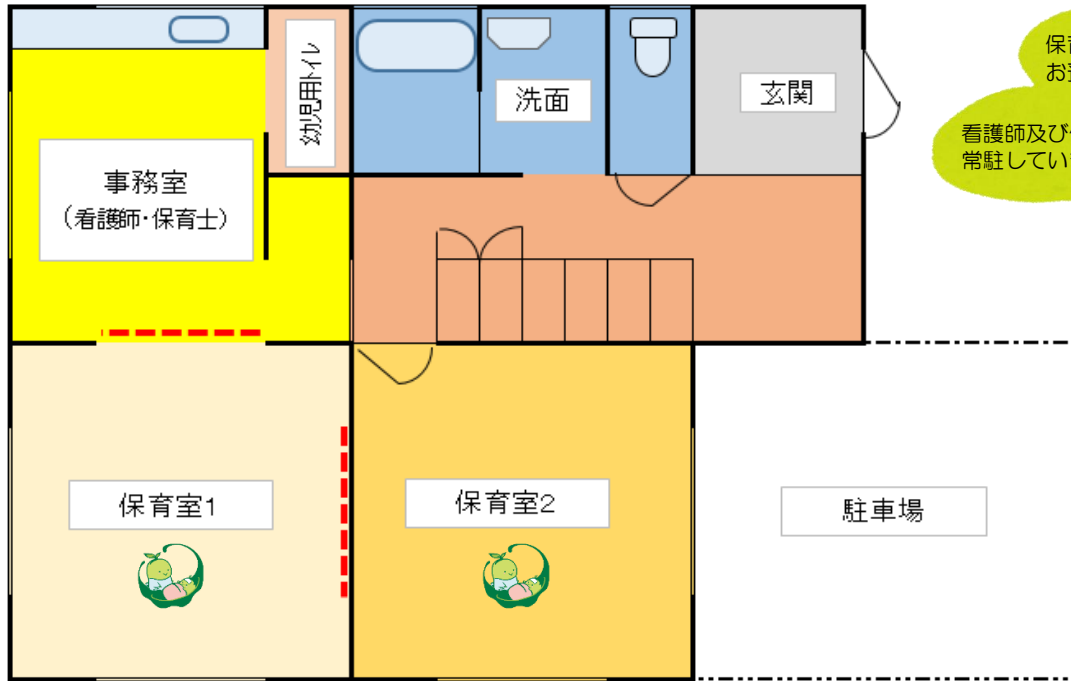 幼児用トイレ
洗面
玄関
保育
看護師及び
常駐してい
事務室
（看護師・保育士）
保育室1
保育室2
駐車場